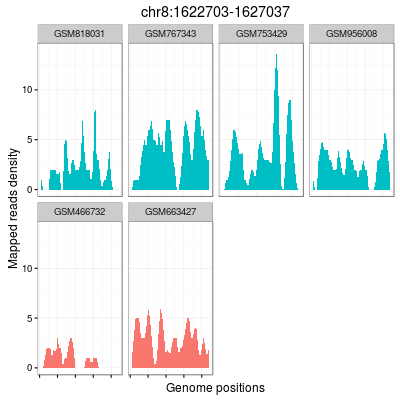 chr8:1622703-1627037
GSM818031 GSM767343 GSM753429 GSM956008
10
5
0
GSM466732 GSM663427
10
5
0
Mapped reads density
Genome positions